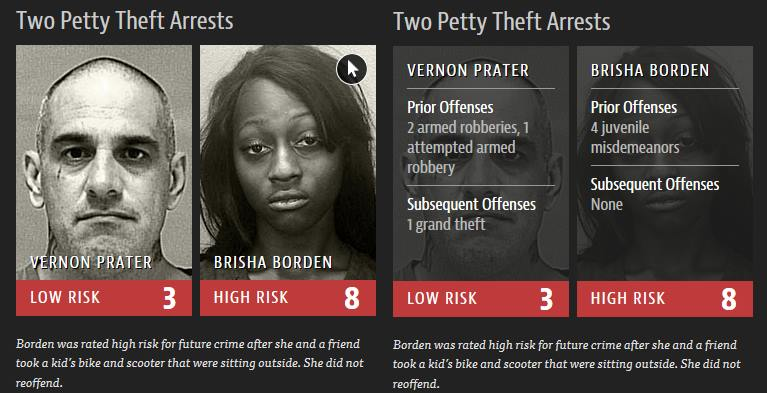 Two Petty Theft Arrests
VERNON PRATER
LOW RISK 3
BRISHA BORDEN
HIGH RISK 8
Borden was rated high risk for future crime after she and a friend
took a kid's bike and scooter that were sitting outside. She did not
reoffend.
Two Petty Theft Arrests
VERNON PRATER
Prior Offenses
2 armed robberies, 1
attempted armed
robbery
Subsequent Offenses
1 grand theft
LOW RISK 3
BRISHA BORDEN
Prior Offenses
4 juvenile
misdemeanors
Subsequent Offenses
None
HIGH RISK 8
Borden was rated high risk for future crime after she and a friend
took a kid's bike and scooter that were sitting outside. She did not
reoffend.